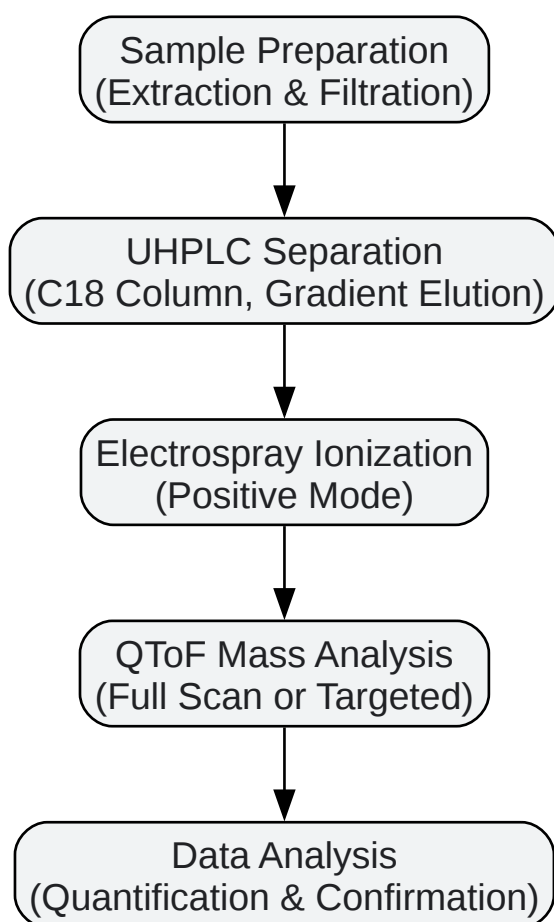 Sample Preparation
(Extraction & Filtration)
UHPLC Separation
(C18 Column, Gradient Elution)
Electrospray Ionization
(Positive Mode)
QToF Mass Analysis
(Full Scan or Targeted)
Data Analysis
(Quantification & Confirmation)